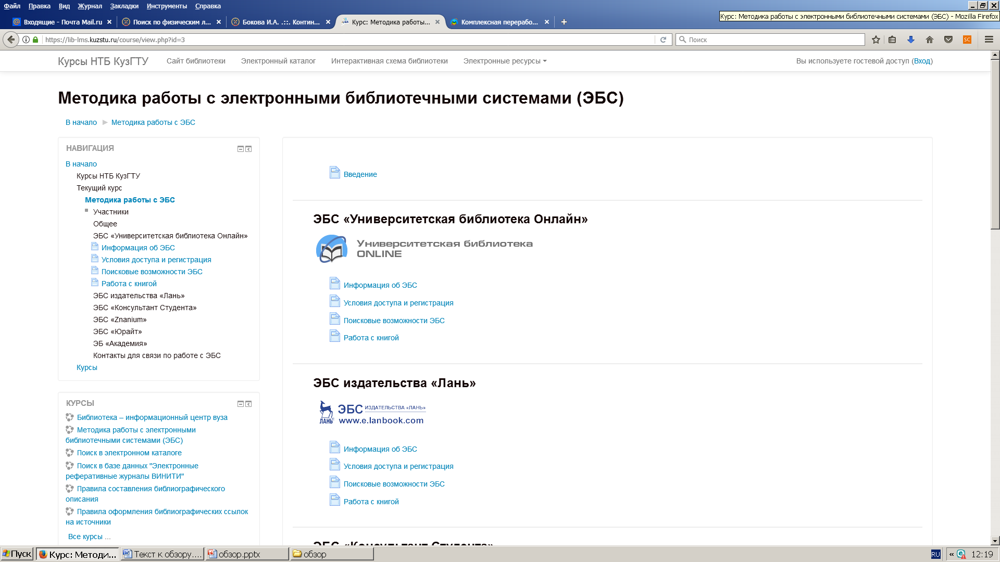 Файл Правка Вид Журнал Закладки Инструменты Справка
Входящие - Почта Mail.ru
Поиск по физическим л...
Бокова И.А. .::. Контин...
Курс: Методика работы...
Комплексная переработ...
Курс: Методика работы с электронными библиотечными системами (ЭБС) - Mozilla Firefox
https://lib-lms.kuzstu.ru/course/view.php?id=3
Поиск
SC
Курсы НТБ КузГТУ Сайт библиотеки Электронный каталог Интерактивная схема библиотеки Электронные ресурсы Вы используете гостевой доступ (Вход)
Методика работы с электронными библиотечными системами (ЭБС)
В начало Методика работы с ЭБС
НАВИГАЦИЯ
В начало
Курсы НТБ КузГТУ
Текущий курс
Методика работы с ЭБС
Участники
Общее
ЭБС «Университетская библиотека Онлайн»
Информация об ЭБС
Условия доступа и регистрация
Поисковые возможности ЭБС
Работа с книгой
ЭБС издательства «Лань»
ЭБС «Консультант Студента»
ЭБС «Znanium»
ЭБС «Юрайт»
ЭБ «Академия»
Контакты для связи по работе с ЭБС
Курсы
КУРСЫ
Библиотека – информационный центр вуза
Методика работы с электронными
библиотечными системами (ЭБС)
Поиск в электронном каталоге
Поиск в базе данных "Электронные
реферативные журналы ВИНИТИ"
Правила составления библиографического
описания
Правила оформления библиографических ссылок
на источники
Все курсы ...
Введение
ЭБС «Университетская библиотека Онлайн»
Университетская библиотека
ONLINE
Информация об ЭБС
Условия доступа и регистрация
Поисковые возможности ЭБС
Работа с книгой
ЭБС издательства «Лань»
ЛАНЬ ЭБС ИЗДАТЕЛЬСТВА «ЛАНЬ»
www.e.lanbook.com
Информация об ЭБС
Условия доступа и регистрация
Поисковые возможности ЭБС
Работа с книгой
ЭБС «Консультант Студента»
Пуск Курс: Методи... Текст к обзору.... обзор.pptx обзор RU « 12:19